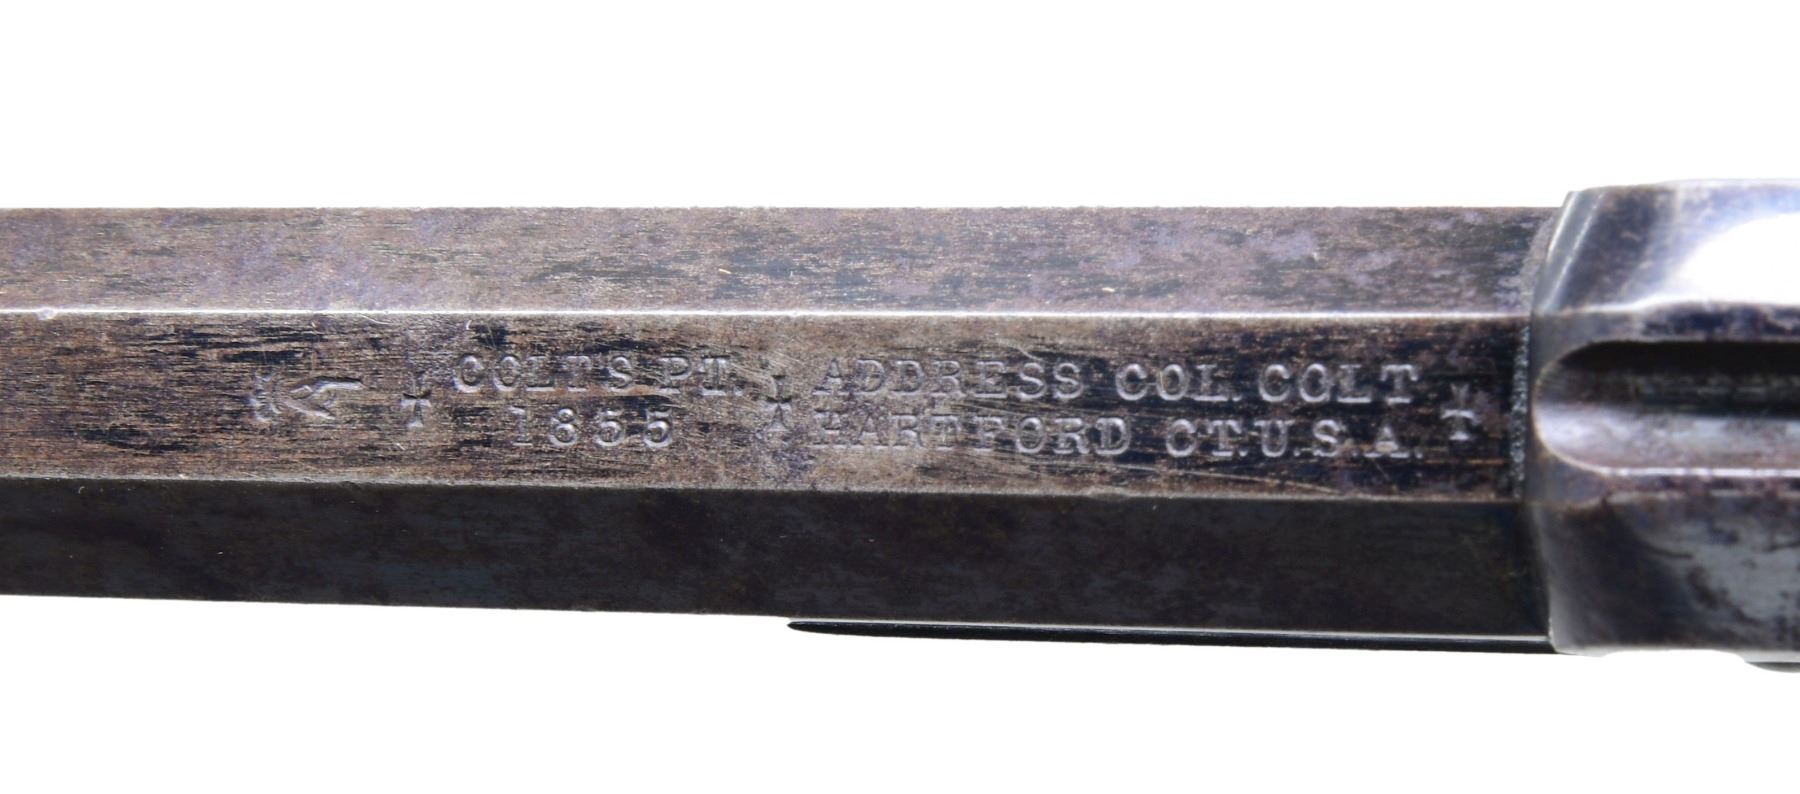 COLTS PT.
1855
ADDRESS COL. COLT
HARTFORD CT. U.S.A.